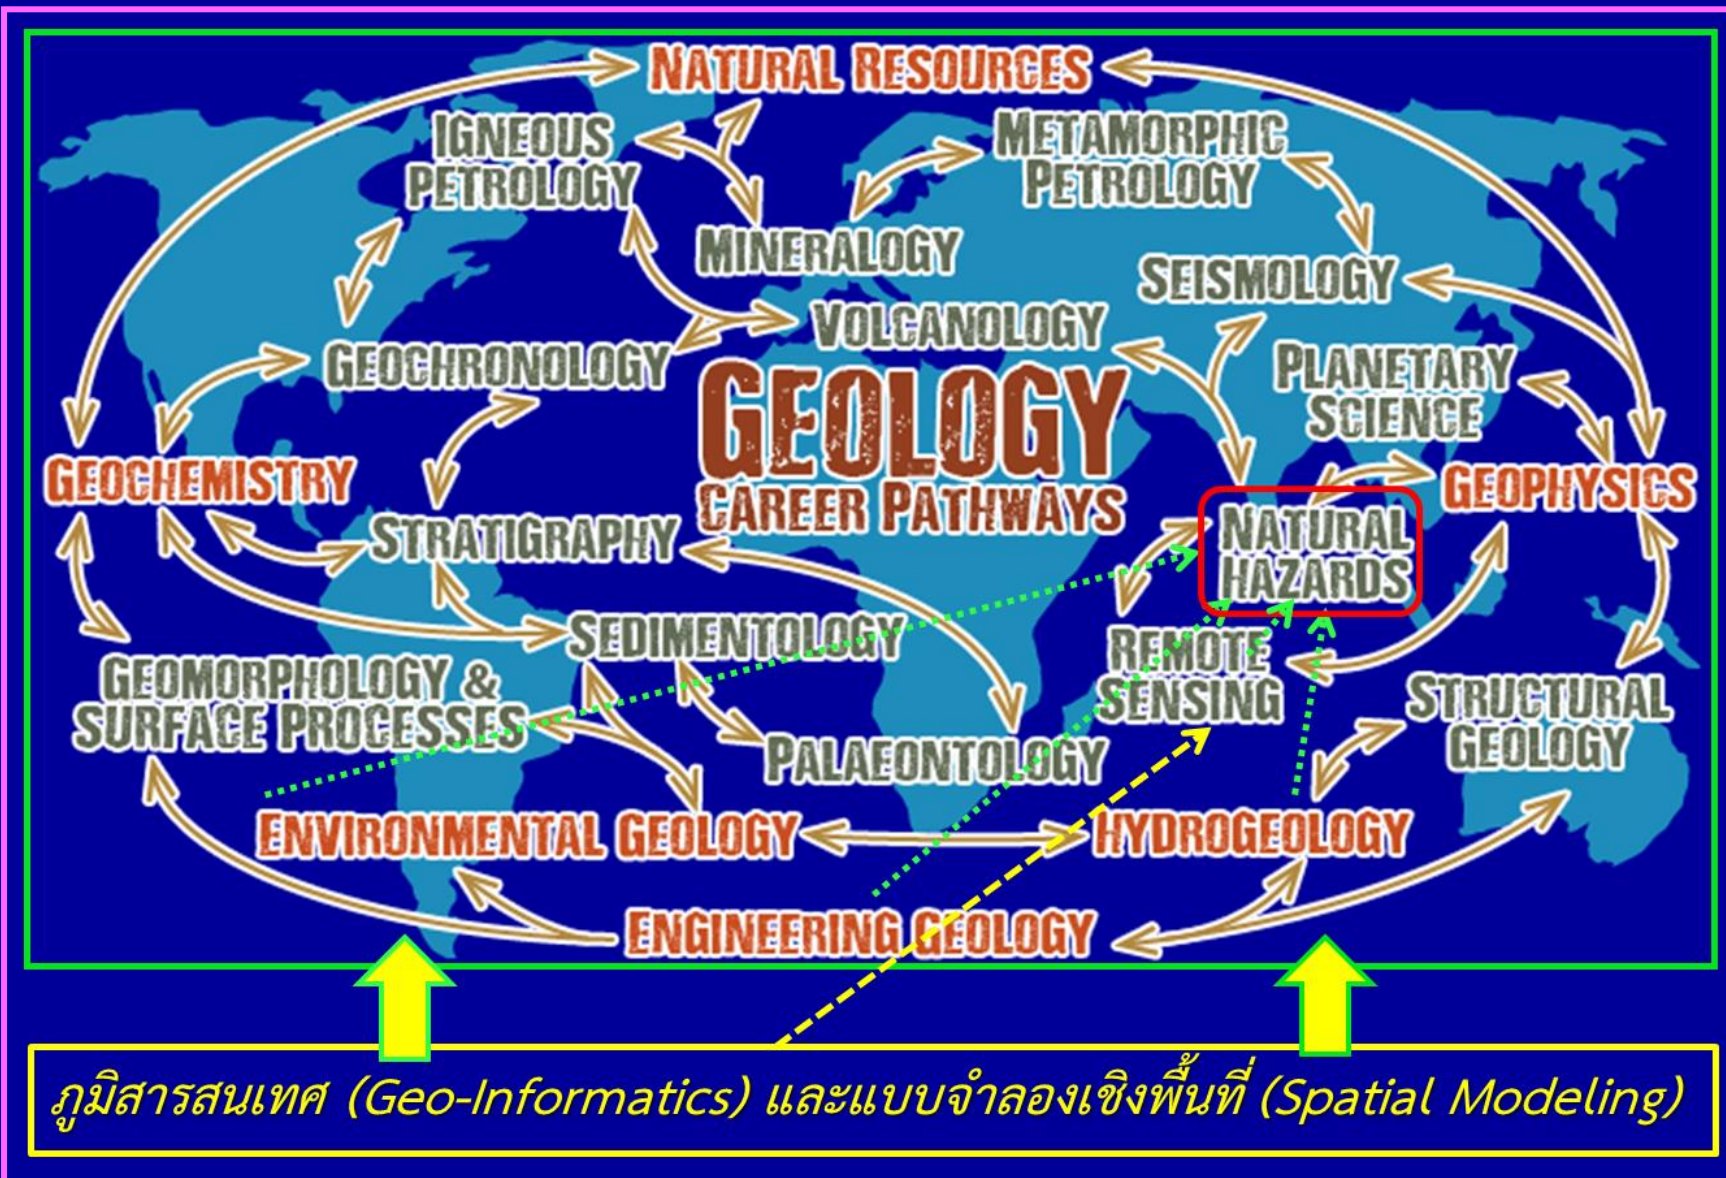 NATURAL RESOURCES
IGNEOUS
PETROLOGY
METAMORPHIC
PETROLOGY
MINERALOGY
SEISMOLOGY
VOLCANOLOGY
GEOCHRONOLOGY
PLANETARY
SCIENCE
GEOLOGY
CAREER PATHWAYS
GEOCHEMISTRY
GEOPHYSICS
STRATIGRAPHY
NATURAL
HAZARDS
SEDIMENTOLOGY
REMOTE
SENSING
GEOMORPHOLOGY &
SURFACE PROCESSES
STRUCTURAL
GEOLOGY
PALAEONTOLOGY
ENVIRONMENTAL GEOLOGY
HYDROGEOLOGY
ENGINEERING GEOLOGY
ภูมิสารสนเทศ (Geo-Informatics) และแบบจำลองเชิงพื้นที่ (Spatial Modeling)